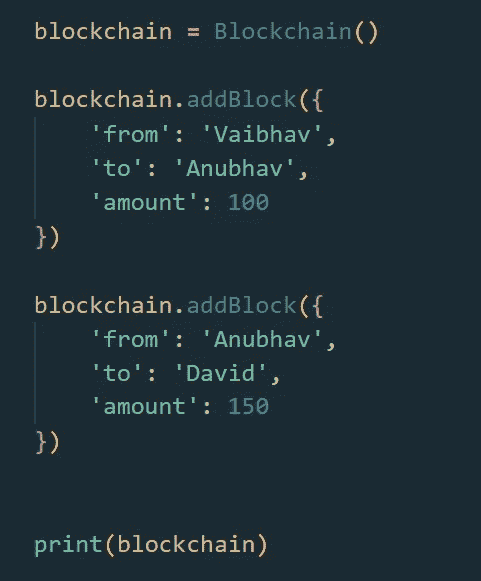 blockchain = Blockchain()
blockchain.addBlock({
    'from': 'Vaibhav',
    'to': 'Anubhav',
    'amount': 100
})
blockchain.addBlock({
    'from': 'Anubhav',
    'to': 'David',
    'amount': 150
})
print(blockchain)